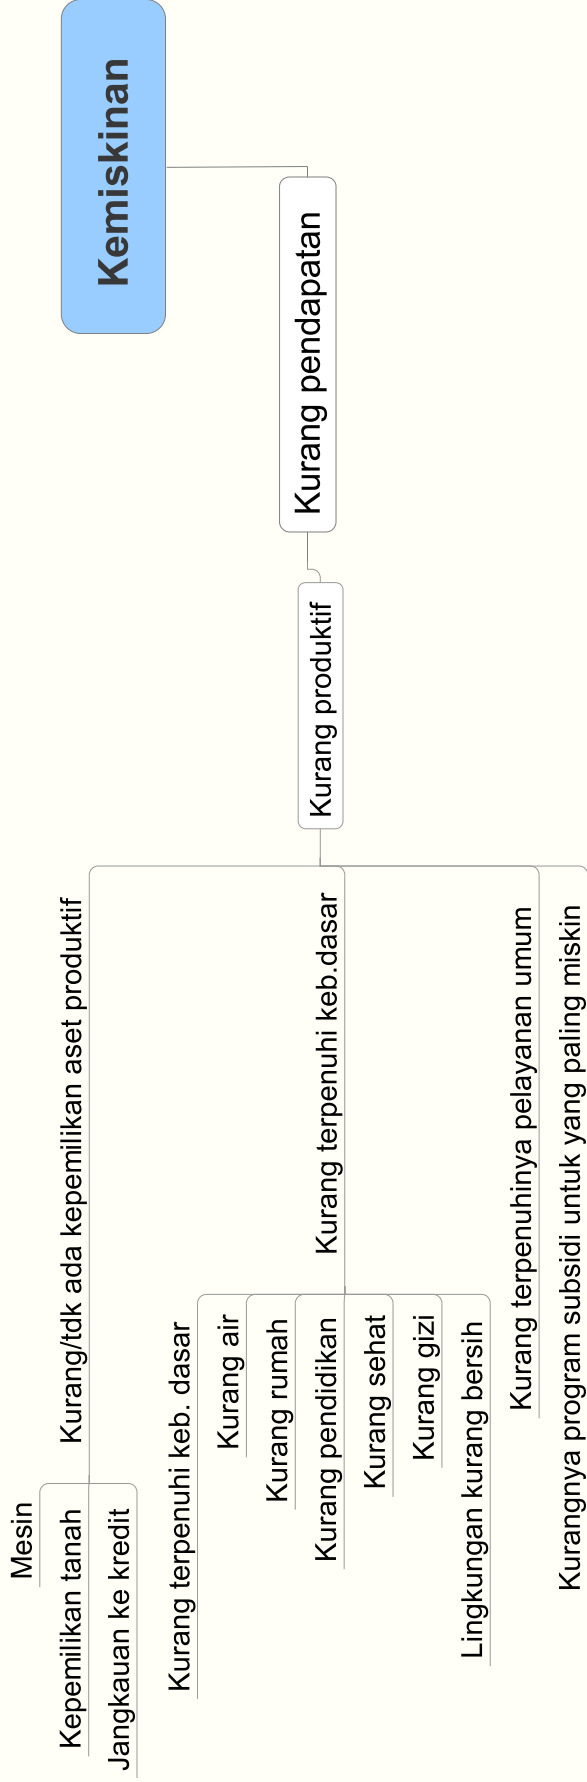 Kemiskinan
Kurang pendapatan
Kurang produktif
Kurang/tdk ada kepemilikan aset produktif
Mesin
Kepemilikan tanah
Jangkauan ke kredit
Kurang terpenuhi keb.dasar
Kurang terpenuhi keb. dasar
Kurang air
Kurang rumah
Kurang pendidikan
Kurang sehat
Kurang gizi
Lingkungan kurang bersih
Kurang terpenuhinya pelayanan umum
Kurangnya program subsidi untuk yang paling miskin